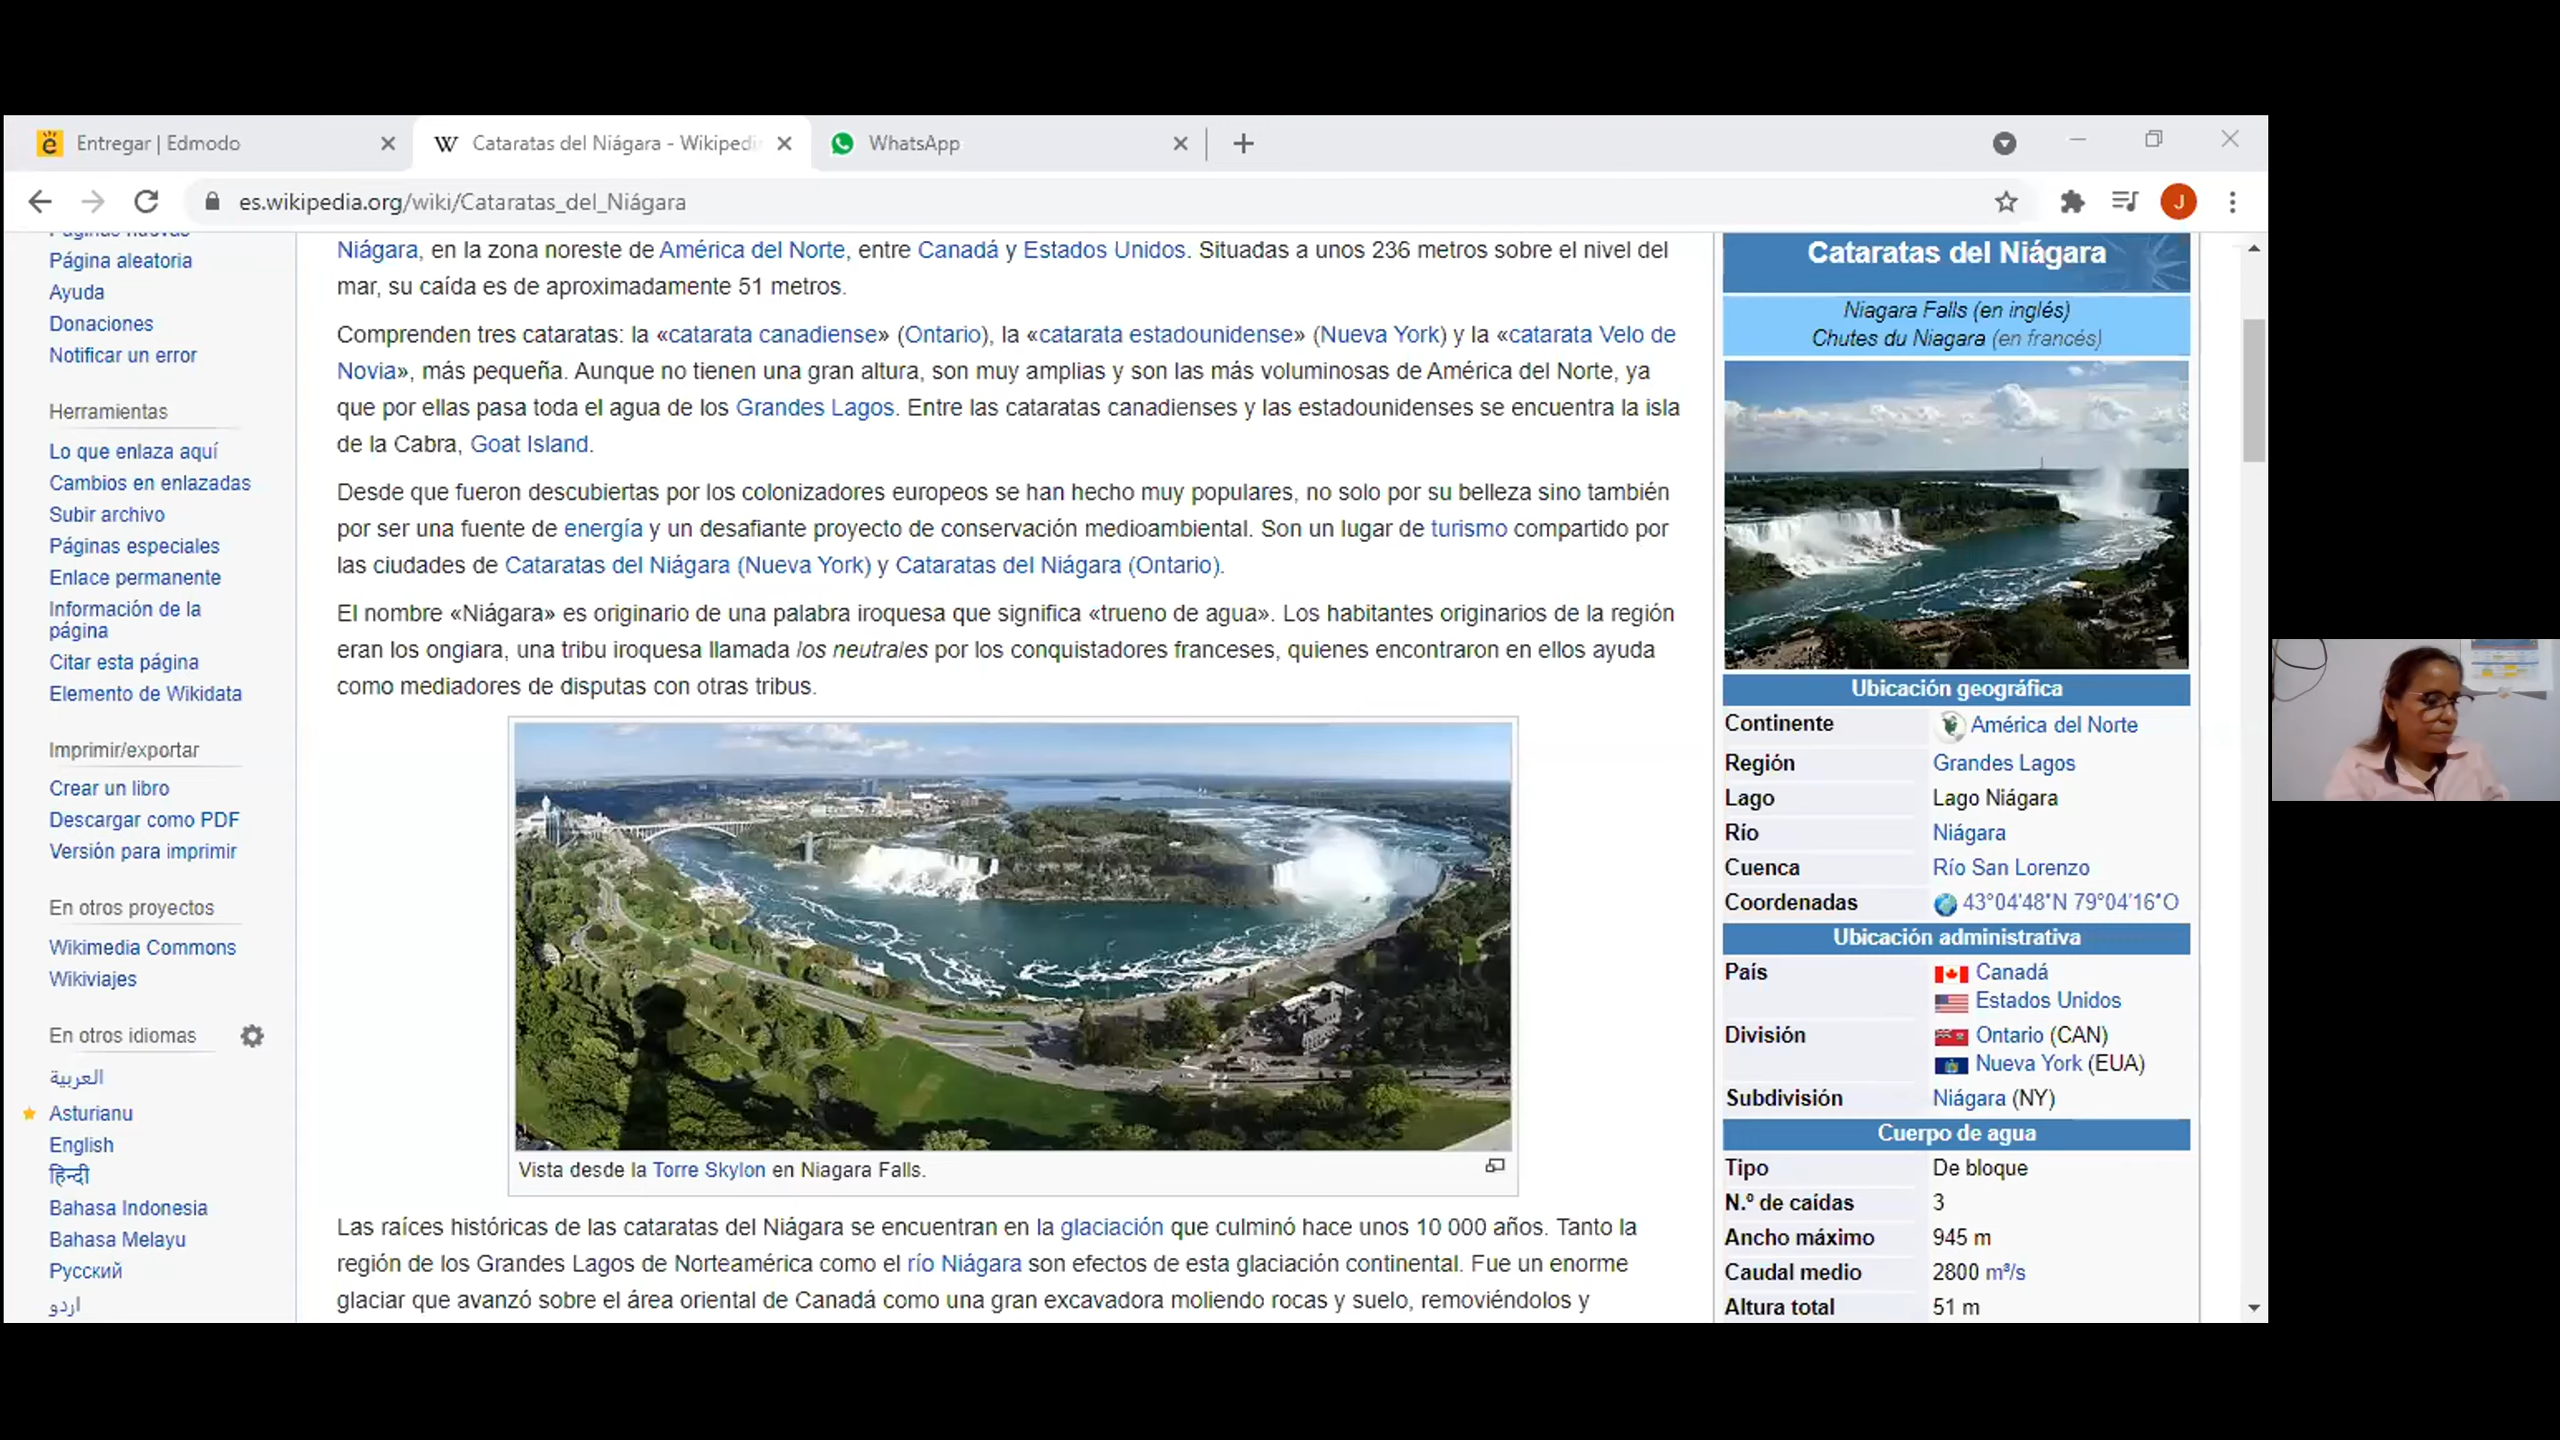 Entregar | Edmodo
Cataratas del Niágara - Wikipedi
WhatsApp
es.wikipedia.org/wiki/Cataratas_del_Niágara
J
Páginas nuevas
Página aleatoria
Ayuda
Donaciones
Notificar un error
Herramientas
Lo que enlaza aquí
Cambios en enlazadas
Subir archivo
Páginas especiales
Enlace permanente
Información de la
página
Citar esta página
Elemento de Wikidata
Imprimir/exportar
Crear un libro
Descargar como PDF
Versión para imprimir
En otros proyectos
Wikimedia Commons
Wikiviajes
En otros idiomas
العربية
Asturianu
English
हिन्दी
Bahasa Indonesia
Bahasa Melayu
Русский
اردو
Niágara, en la zona noreste de América del Norte, entre Canadá y Estados Unidos. Situadas a unos 236 metros sobre el nivel del
mar, su caída es de aproximadamente 51 metros.
Comprenden tres cataratas: la «catarata canadiense» (Ontario), la «catarata estadounidense» (Nueva York) y la «catarata Velo de
Novia», más pequeña. Aunque no tienen una gran altura, son muy amplias y son las más voluminosas de América del Norte, ya
que por ellas pasa toda el agua de los Grandes Lagos. Entre las cataratas canadienses y las estadounidenses se encuentra la isla
de la Cabra, Goat Island.
Desde que fueron descubiertas por los colonizadores europeos se han hecho muy populares, no solo por su belleza sino también
por ser una fuente de energía y un desafiante proyecto de conservación medioambiental. Son un lugar de turismo compartido por
las ciudades de Cataratas del Niágara (Nueva York) y Cataratas del Niágara (Ontario).
El nombre «Niágara» es originario de una palabra iroquesa que significa «trueno de agua». Los habitantes originarios de la región
eran los ongiara, una tribu iroquesa llamada los neutrales por los conquistadores franceses, quienes encontraron en ellos ayuda
como mediadores de disputas con otras tribus.
Vista desde la Torre Skylon en Niagara Falls.
Las raíces históricas de las cataratas del Niágara se encuentran en la glaciación que culminó hace unos 10 000 años. Tanto la
región de los Grandes Lagos de Norteamérica como el río Niágara son efectos de esta glaciación continental. Fue un enorme
glaciar que avanzó sobre el área oriental de Canadá como una gran excavadora moliendo rocas y suelo, removiéndolos y
Cataratas del Niágara
Niagara Falls (en inglés)
Chutes du Niagara (en francés)
Ubicación geográfica
Continente América del Norte
Región Grandes Lagos
Lago Lago Niágara
Río Niágara
Cuenca Río San Lorenzo
Coordenadas 43°04′48″N 79°04′16″O
Ubicación administrativa
País Canadá
Estados Unidos
División Ontario (CAN)
Nueva York (EUA)
Subdivisión Niágara (NY)
Cuerpo de agua
Tipo De bloque
N.º de caídas 3
Ancho máximo 945 m
Caudal medio 2800 m³/s
Altura total 51 m